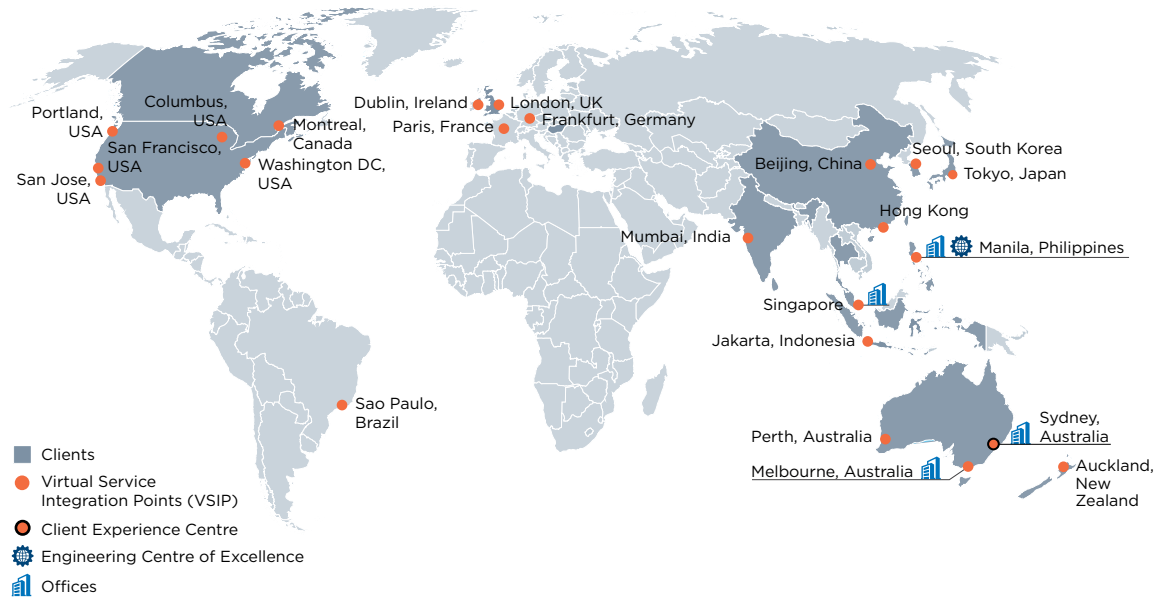 Portland,
USA
Columbus,
USA
San Francisco,
USA
San Jose,
USA
Montreal,
Canada
Washington DC,
USA
Dublin, Ireland
London, UK
Paris, France
Frankfurt, Germany
Beijing, China
Seoul, South Korea
Tokyo, Japan
Hong Kong
Mumbai, India
Manila, Philippines
Singapore
Jakarta, Indonesia
Sao Paulo,
Brazil
Perth, Australia
Sydney,
Australia
Melbourne, Australia
Auckland,
New
Zealand
Clients
Virtual Service
Integration Points (VSIP)
Client Experience Centre
Engineering Centre of Excellence
Offices